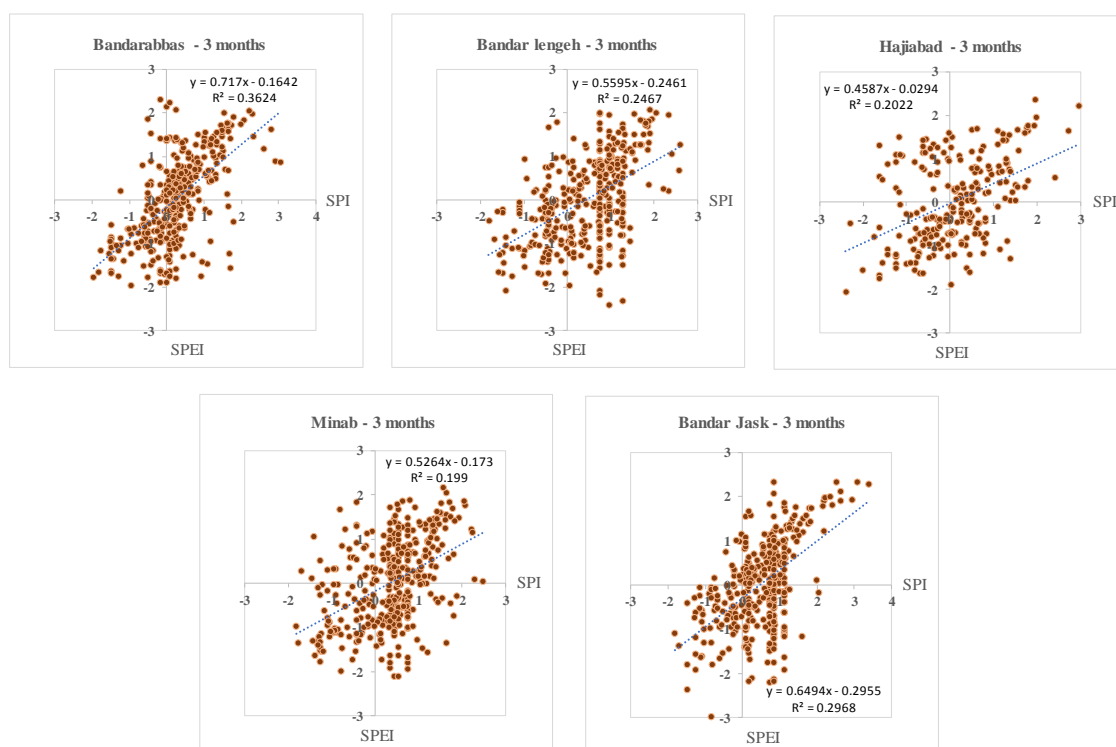 Bandarabbas - 3 months
y = 0.717x - 0.1642
R² = 0.3624
3
2
1
0
-3 -2 -1 0 1 2 3 4
SPI
-1
-2
-3
SPEI
Bandar lengeh - 3 months
y = 0.5595x - 0.2461
R² = 0.2467
3
2
1
0
-3 -2 -1 0 1 2 3
SPI
-1
-2
-3
SPEI
Hajiabad - 3 months
y = 0.4587x - 0.0294
R² = 0.2022
3
2
1
0
-3 -2 -1 0 1 2 3
SPI
-1
-2
-3
SPEI
Minab - 3 months
y = 0.5264x - 0.173
R² = 0.199
3
2
1
0
-3 -2 -1 0 1 2 3
SPI
-1
-2
-3
SPEI
Bandar Jask - 3 months
3
2
1
0
-3 -2 -1 0 1 2 3 4
SPI
-1
-2
-3
y = 0.6494x - 0.2955
R² = 0.2968
SPEI